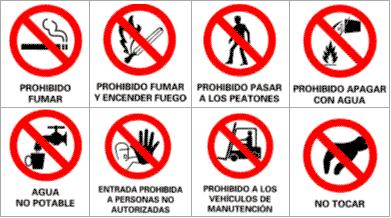 PROHIBIDO
FUMAR
PROHIBIDO FUMAR
Y ENCENDER FUEGO
PROHIBIDO PASAR
A LOS PEATONES
PROHIBIDO APAGAR
CON AGUA
AGUA
NO POTABLE
ENTRADA PROHIBIDA
A PERSONAS NO
AUTORIZADAS
PROHIBIDO A LOS
VEHÍCULOS DE
MANUTENCIÓN
NO TOCAR